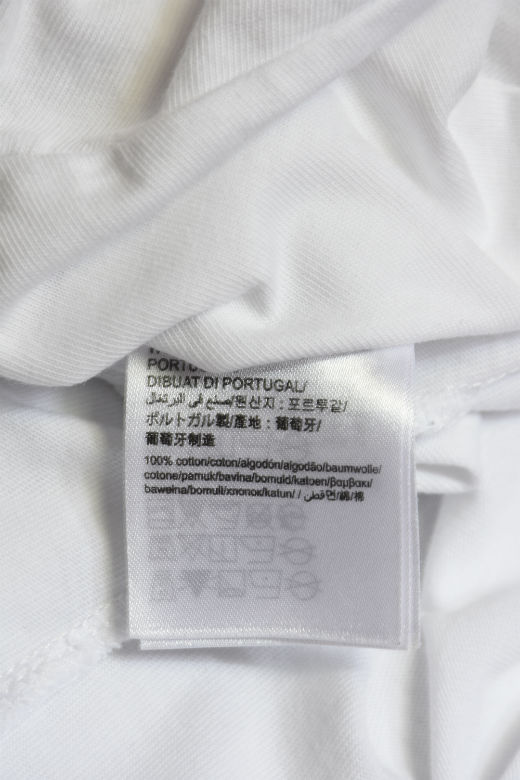 PORTU
DIBUAT DI PORTUGAL/
صنع في البرتغال/원산지 : 포르투갈/
ポルトガル製/產地 : 葡萄牙/
葡萄牙制造
100% cotton/coton/algodón/algodão/baumwolle/
cotone/pamuk/bavlna/bomuld/katoen/βαμβακι/
bawełna/bomull/хлопок/katun/ / قطن/면/綿/棉